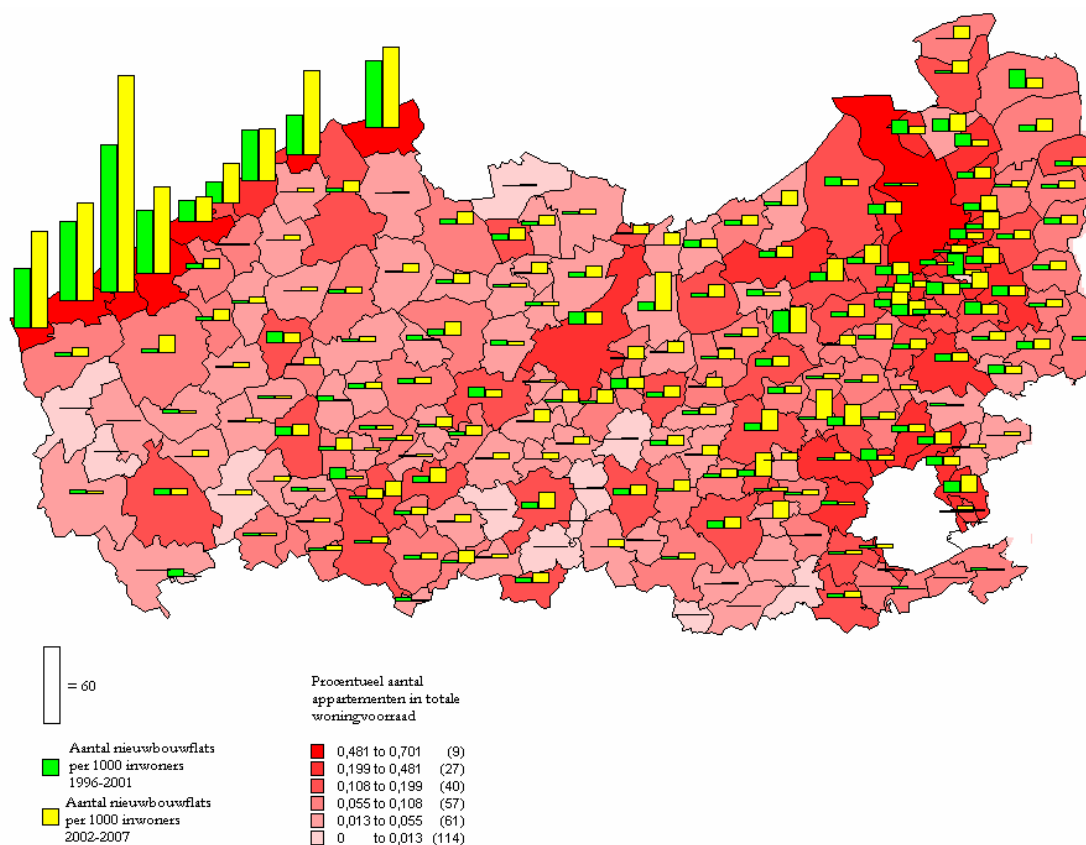 = 60
Aantal nieuwbouwflats
per 1000 inwoners
1996-2001
Aantal nieuwbouwflats
per 1000 inwoners
2002-2007
Procentueel aantal
appartementen in totale
woningvoorraad
0,481 to 0,701 (9)
0,199 to 0,481 (27)
0,108 to 0,199 (40)
0,055 to 0,108 (57)
0,013 to 0,055 (61)
0 to 0,013 (114)